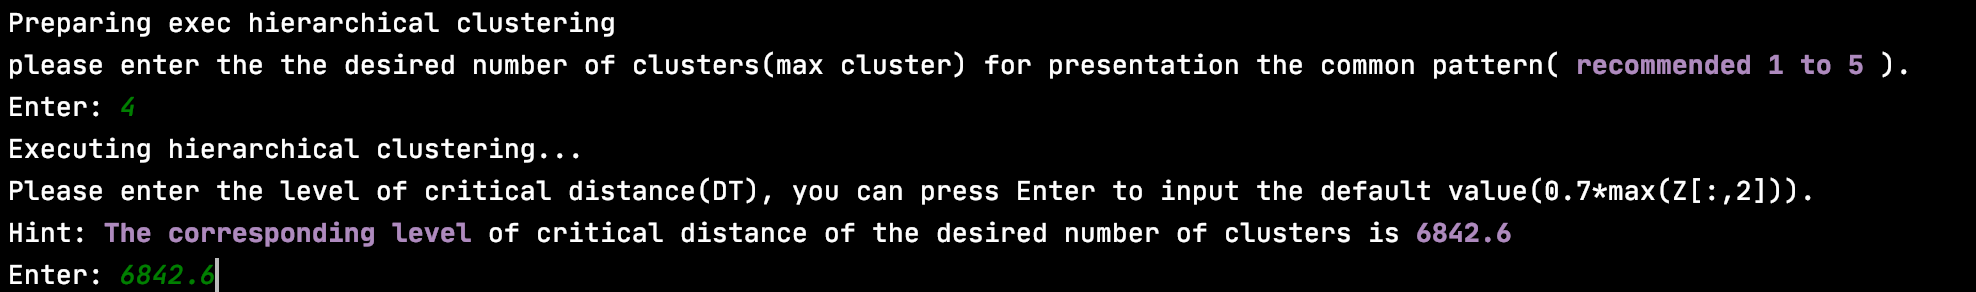 Preparing exec hierarchical clustering
please enter the the desired number of clusters(max cluster) for presentation the common pattern( recommended 1 to 5 ).
Enter: 4
Executing hierarchical clustering...
Please enter the level of critical distance(DT), you can press Enter to input the default value(0.7*max(Z[:,2])).
Hint: The corresponding level of critical distance of the desired number of clusters is 6842.6
Enter: 6842.6